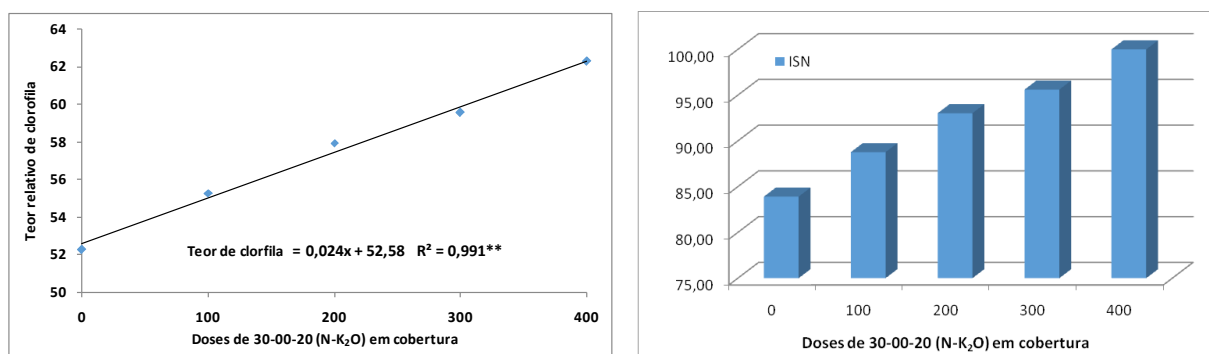 Teor relativo de clorofila
64
62
60
58
56
54
52
50
Teor de clorfila = 0,024x + 52,58 R² = 0,991**
0 100 200 300 400
Doses de 30-00-20 (N-K₂O) em cobertura
ISN
100,00
95,00
90,00
85,00
80,00
75,00
0 100 200 300 400
Doses de 30-00-20 (N-K₂O) em cobertura